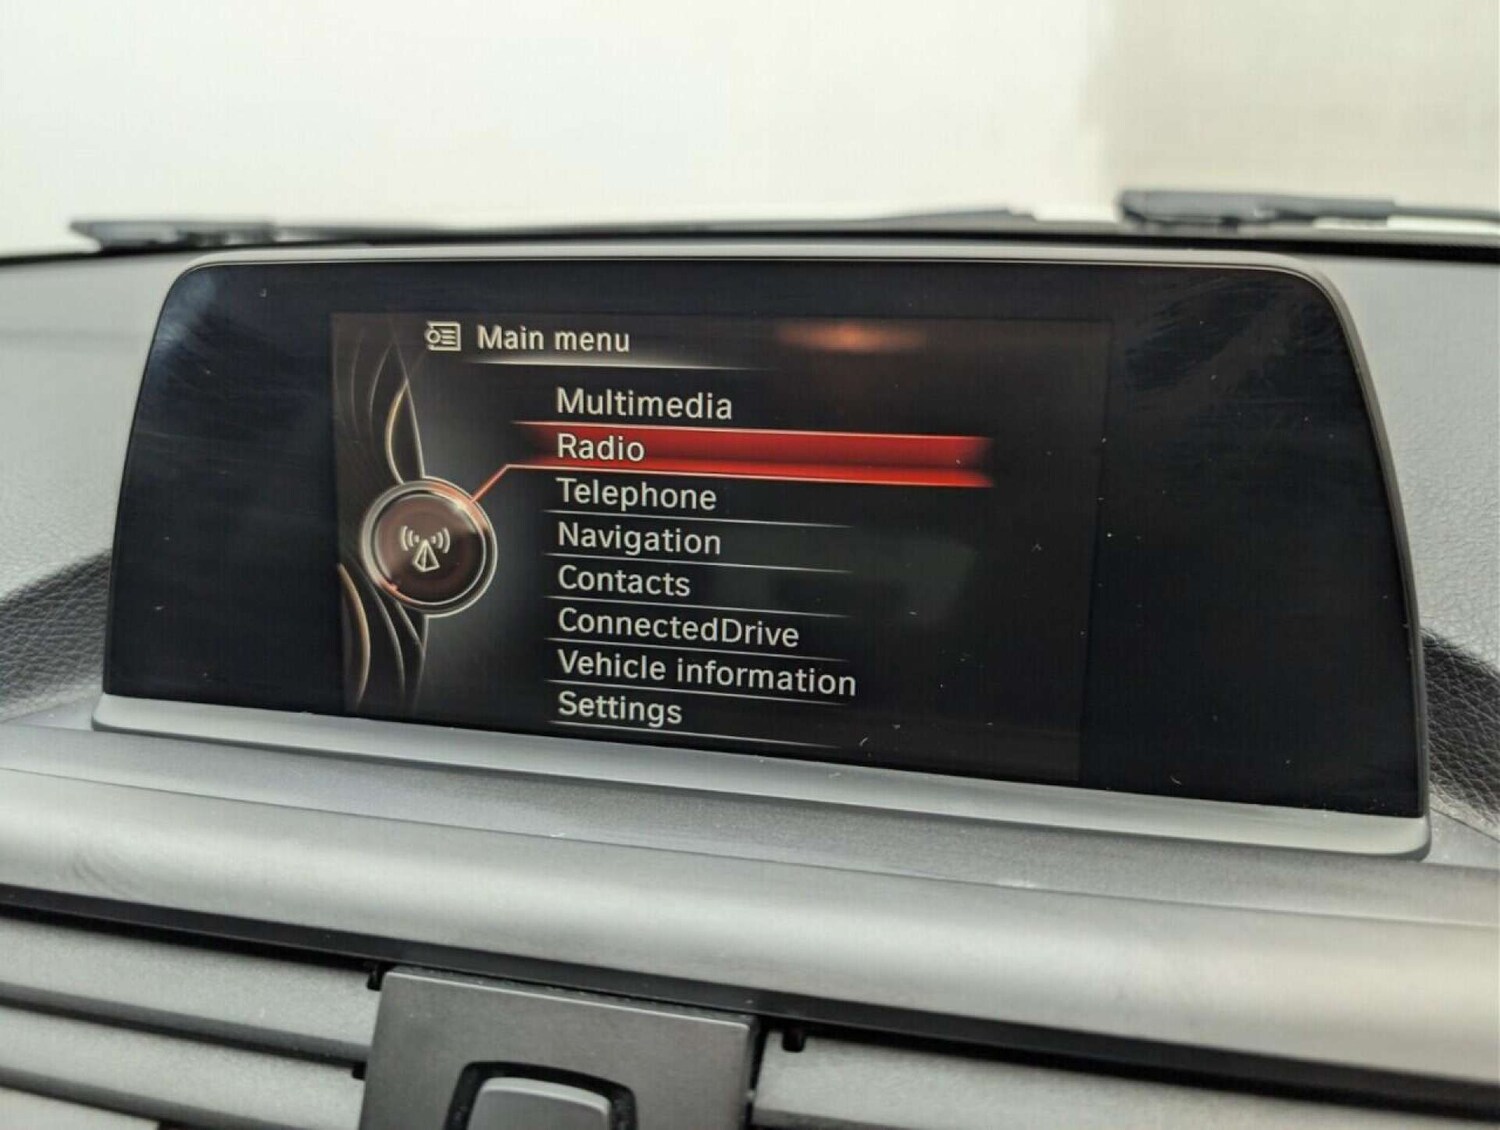 Main menu
Multimedia
Radio
Telephone
Navigation
Contacts
ConnectedDrive
Vehicle information
Settings